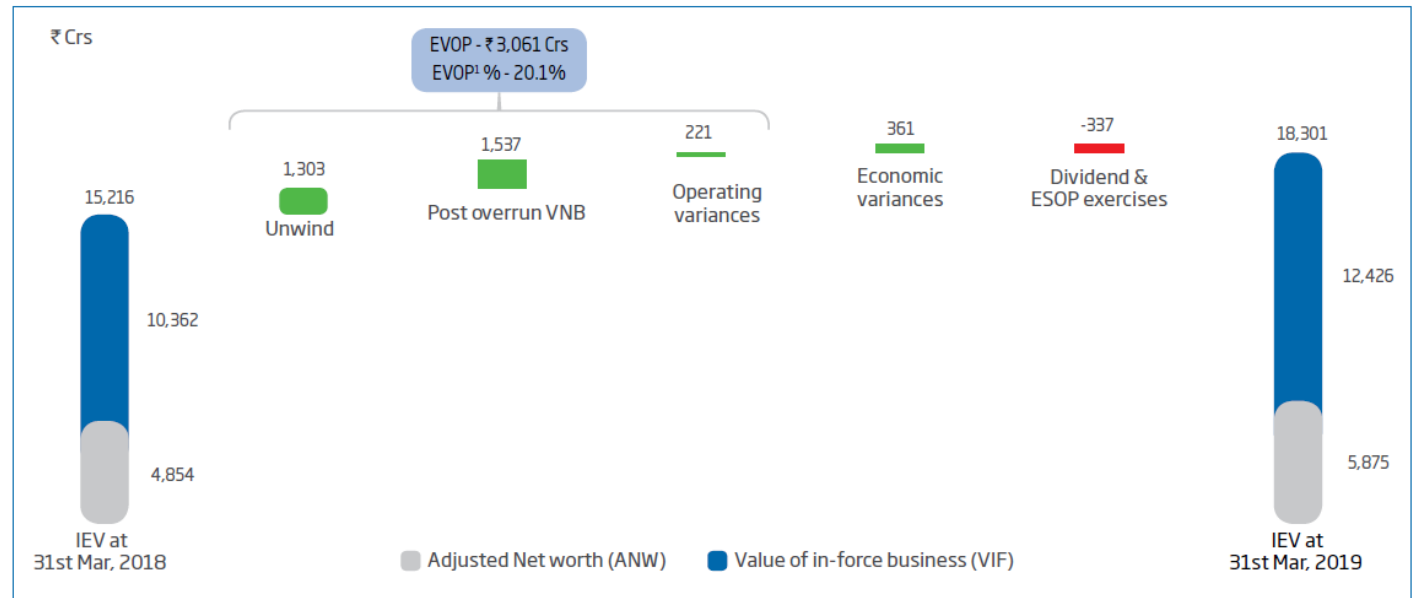 ₹ Crs
EVOP - ₹ 3,061 Crs
EVOP¹ % - 20.1%
15,216
10,362
4,854
IEV at
31st Mar, 2018
1,303
Unwind
1,537
Post overrun VNB
221
Operating
variances
361
Economic
variances
-337
Dividend &
ESOP exercises
18,301
12,426
5,875
IEV at
31st Mar, 2019
Adjusted Net worth (ANW)
Value of in-force business (VIF)